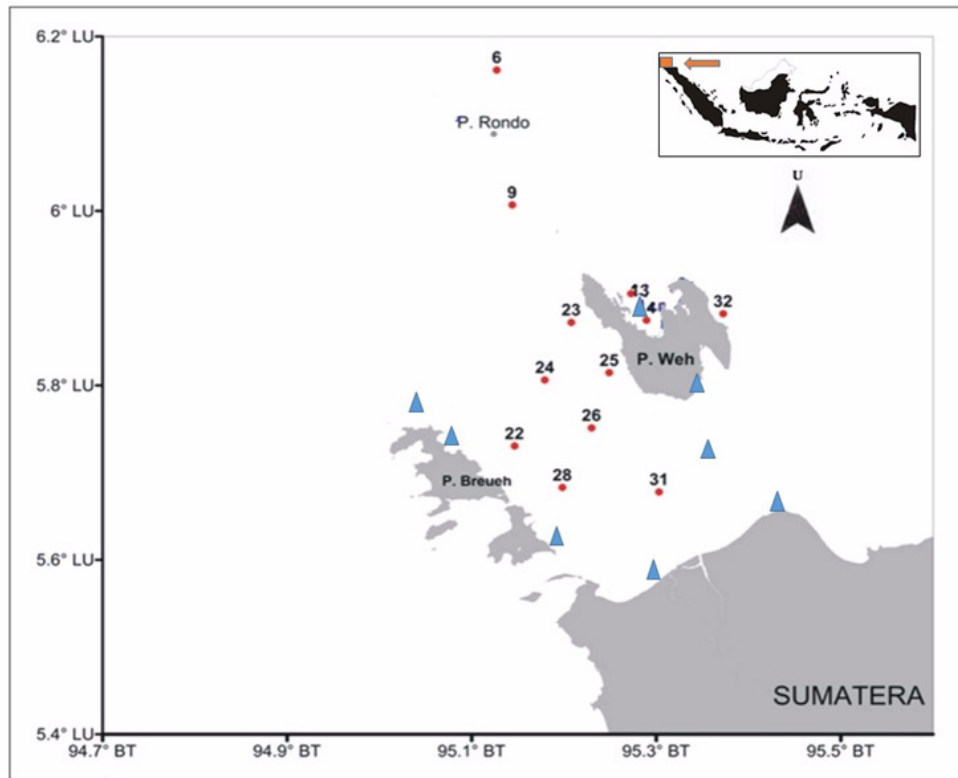 6.2° LU
6
P. Rondo
U
6° LU
9
13
4
32
23
P. Weh
5.8° LU
24
25
22
26
P. Breueh
28
31
5.6° LU
SUMATERA
5.4° LU
94.7° BT
94.9° BT
95.1° BT
95.3° BT
95.5° BT